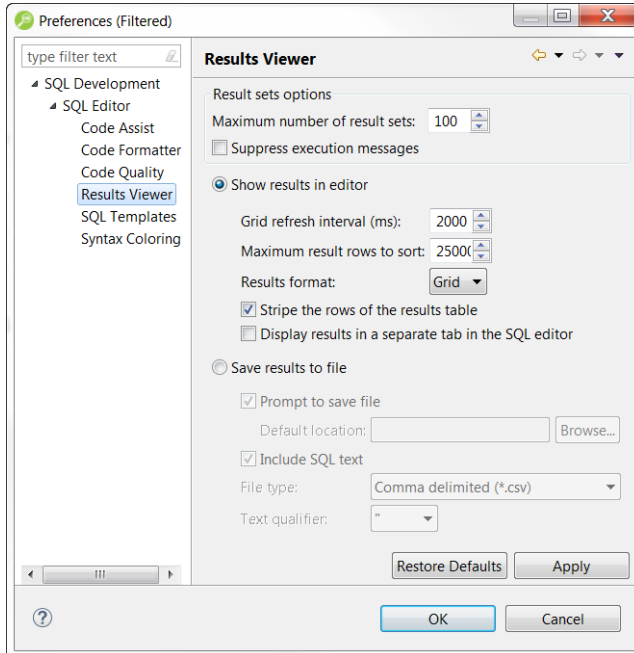 Preferences (Filtered)
type filter text
SQL Development
SQL Editor
Code Assist
Code Formatter
Code Quality
Results Viewer
SQL Templates
Syntax Coloring
Results Viewer
Result sets options
Maximum number of result sets: 100
Suppress execution messages
Show results in editor
Grid refresh interval (ms): 2000
Maximum result rows to sort: 2500
Results format: Grid
Stripe the rows of the results table
Display results in a separate tab in the SQL editor
Save results to file
Prompt to save file
Default location: Browse...
Include SQL text
File type: Comma delimited (*.csv)
Text qualifier: "
Restore Defaults Apply
? OK Cancel